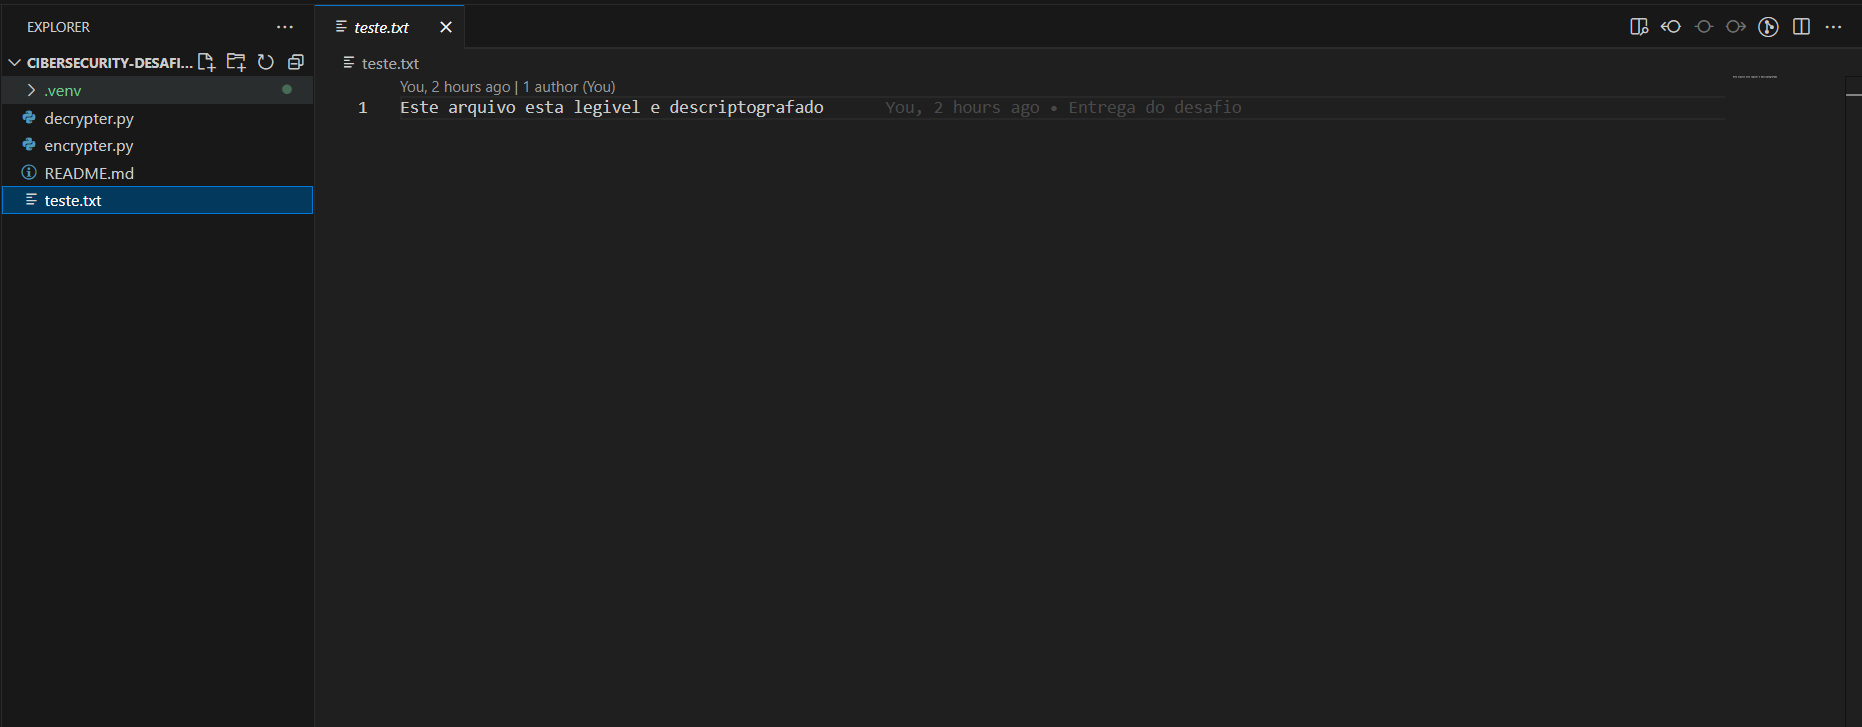 EXPLORER
CIBERSECURITY-DESAFI...
.venv
decrypter.py
encrypter.py
README.md
teste.txt
teste.txt
teste.txt
You, 2 hours ago | 1 author (You)
1 Este arquivo esta legivel e descriptografado You, 2 hours ago • Entrega do desafio